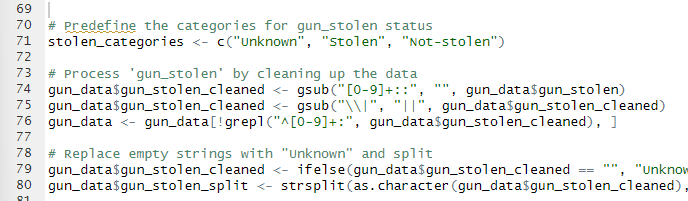 69
70 # Predefine the categories for gun_stolen status
71 stolen_categories <- c("Unknown", "Stolen", "Not-stolen")
72
73 # Process 'gun_stolen' by cleaning up the data
74 gun_data$gun_stolen_cleaned <- gsub("[0-9]+::", "", gun_data$gun_stolen)
75 gun_data$gun_stolen_cleaned <- gsub("\\|", "||", gun_data$gun_stolen_cleaned)
76 gun_data <- gun_data[!grepl("^[0-9]+:", gun_data$gun_stolen_cleaned), ]
77
78 # Replace empty strings with "Unknown" and split
79 gun_data$gun_stolen_cleaned <- ifelse(gun_data$gun_stolen_cleaned == "", "Unknow
80 gun_data$gun_stolen_split <- strsplit(as.character(gun_data$gun_stolen_cleaned),
81